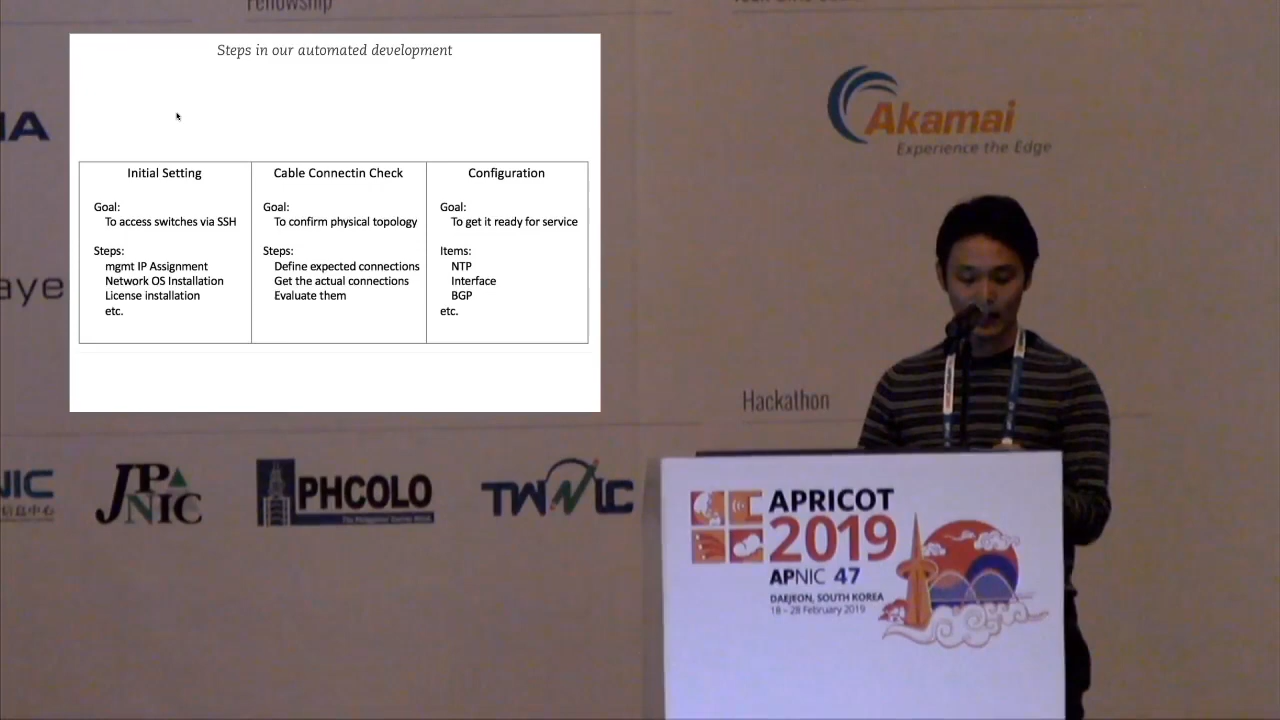 Fellowship
Steps in our automated development
Initial Setting
Goal:
To access switches via SSH
Steps:
mgmt IP Assignment
Network OS Installation
License installation
etc.
Cable Connectin Check
Goal:
To confirm physical topology
Steps:
Define expected connections
Get the actual connections
Evaluate them
Configuration
Goal:
To get it ready for service
Items:
NTP
Interface
BGP
etc.
Akamai
Experience the Edge
Hackathon
JPNIC
PHCOLO
TWNIC
APRICOT
2019
APNIC 47
DAEJEON, SOUTH KOREA
18 – 28 February 2019